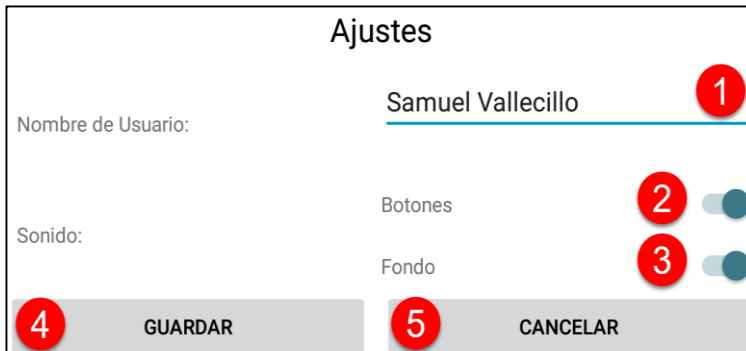 Ajustes
Samuel Vallecillo
1
Nombre de Usuario:
Botones
2
Sonido:
Fondo
3
4
GUARDAR
5
CANCELAR